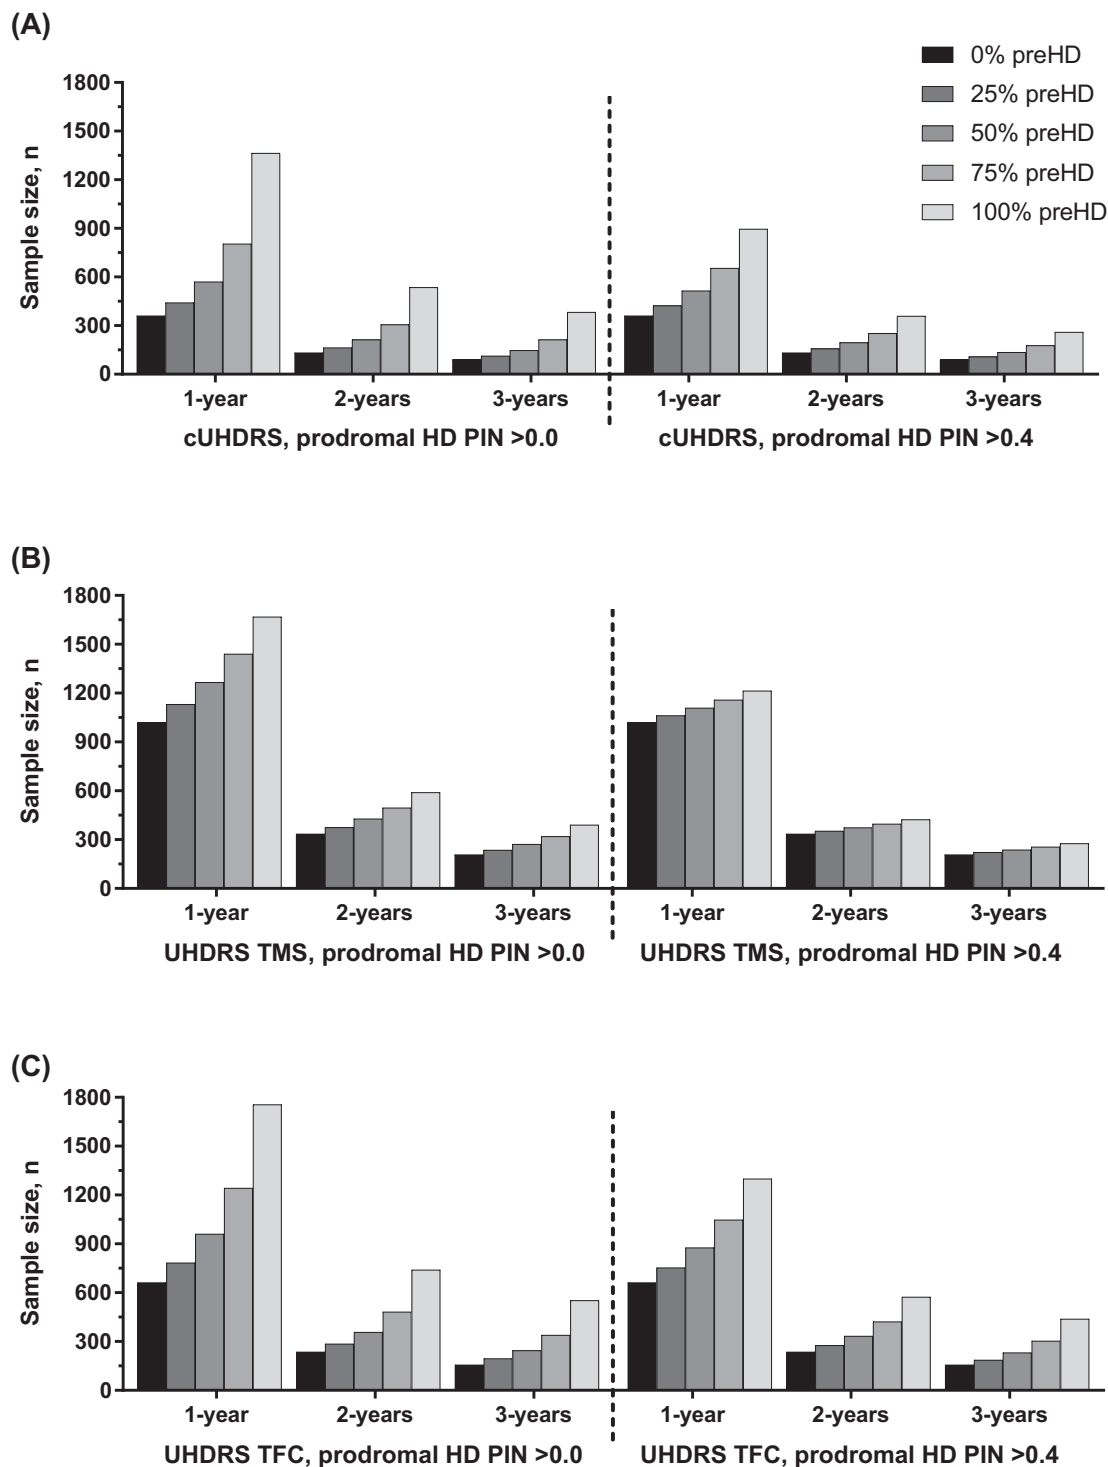 (A)
0% preHD
25% preHD
50% preHD
75% preHD
100% preHD
1800
1500
1200
900
600
300
0
Sample size, n
1-year 2-years 3-years 1-year 2-years 3-years
cUHDRS, prodromal HD PIN >0.0 cUHDRS, prodromal HD PIN >0.4
(B)
1800
1500
1200
900
600
300
0
Sample size, n
1-year 2-years 3-years 1-year 2-years 3-years
UHDRS TMS, prodromal HD PIN >0.0 UHDRS TMS, prodromal HD PIN >0.4
(C)
1800
1500
1200
900
600
300
0
Sample size, n
1-year 2-years 3-years 1-year 2-years 3-years
UHDRS TFC, prodromal HD PIN >0.0 UHDRS TFC, prodromal HD PIN >0.4